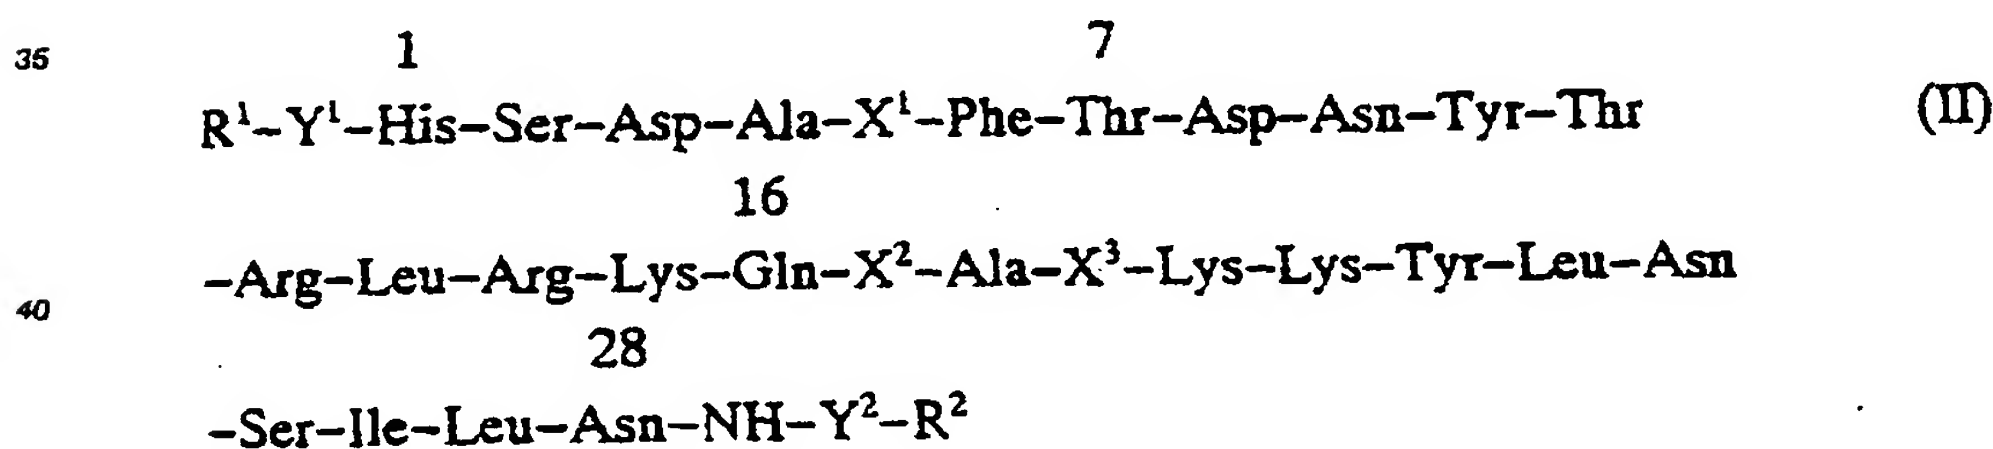 1 7
35
R¹–Y¹–His–Ser–Asp–Ala–X¹–Phe–Thr–Asp–Asn–Tyr–Thr (II)
16
–Arg–Leu–Arg–Lys–Gln–X²–Ala–X³–Lys–Lys–Tyr–Leu–Asn
40
28
–Ser–Ile–Leu–Asn–NH–Y²–R²